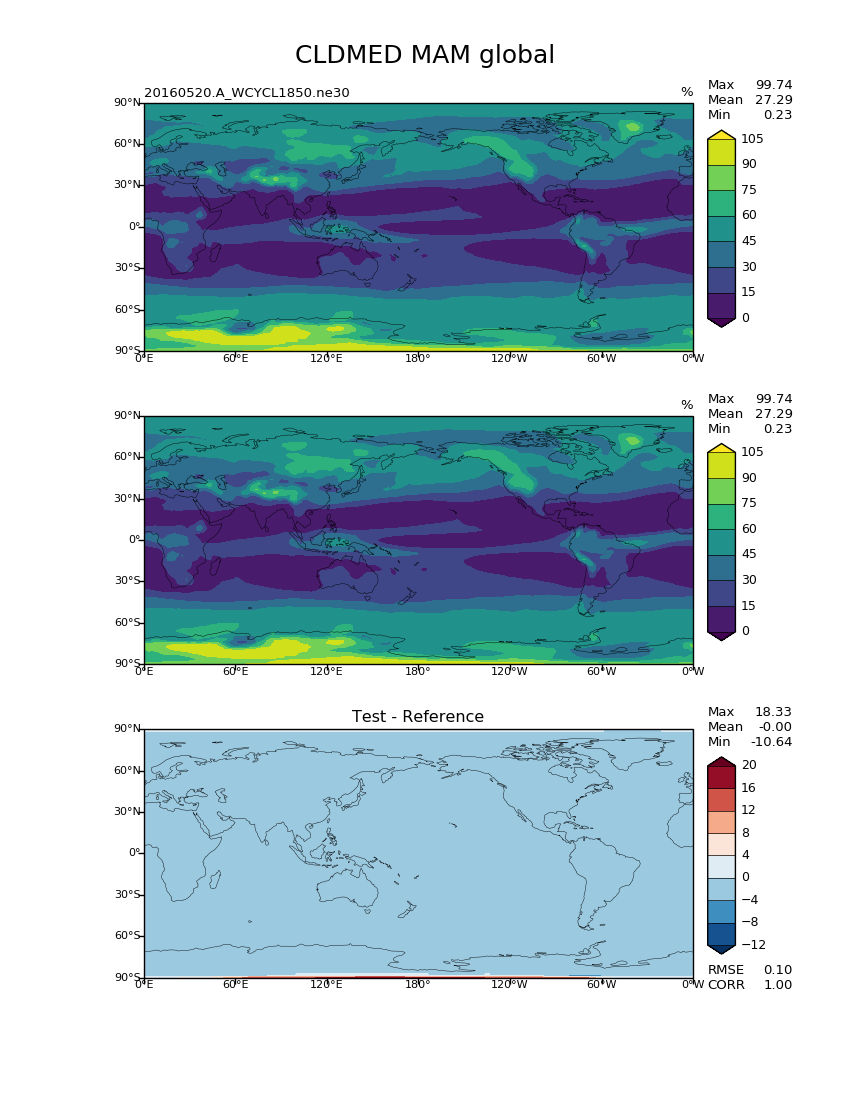 CLDMED MAM global
20160520.A_WCYCL1850.ne30
%
Max 99.74
Mean 27.29
Min 0.23
90°N
60°N
30°N
0°
30°S
60°S
90°S
0°E 60°E 120°E 180° 120°W 60°W 0°W
105
90
75
60
45
30
15
0
%
Max 99.74
Mean 27.29
Min 0.23
90°N
60°N
30°N
0°
30°S
60°S
90°S
0°E 60°E 120°E 180° 120°W 60°W 0°W
105
90
75
60
45
30
15
0
Test - Reference
Max 18.33
Mean -0.00
Min -10.64
90°N
60°N
30°N
0°
30°S
60°S
90°S
0°E 60°E 120°E 180° 120°W 60°W 0°W
20
16
12
8
4
0
−4
−8
−12
RMSE 0.10
CORR 1.00